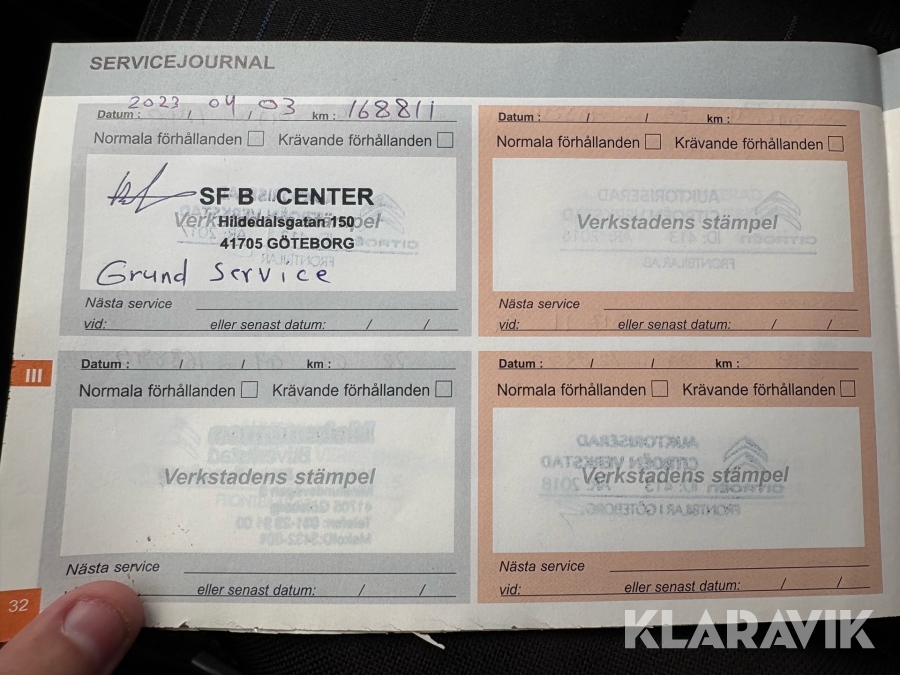 SERVICEJOURNAL
Datum : 2023 / 04 / 03 km : 168811
Normala förhållanden Krävande förhållanden
SF B CENTER
Verkstadens stämpel
Hildedalsgatan 150
41705 GÖTEBORG
Grund Service
Nästa service
vid: eller senast datum: / /
Datum : / / km :
Normala förhållanden Krävande förhållanden
Verkstadens stämpel
Nästa service
vid: eller senast datum: / /
III
Datum : / / km :
Normala förhållanden Krävande förhållanden
Verkstadens stämpel
Nästa service
eller senast datum: / /
Datum : / / km :
Normala förhållanden Krävande förhållanden
Verkstadens stämpel
Nästa service
vid: eller senast datum: / /
32
KLARAVIK